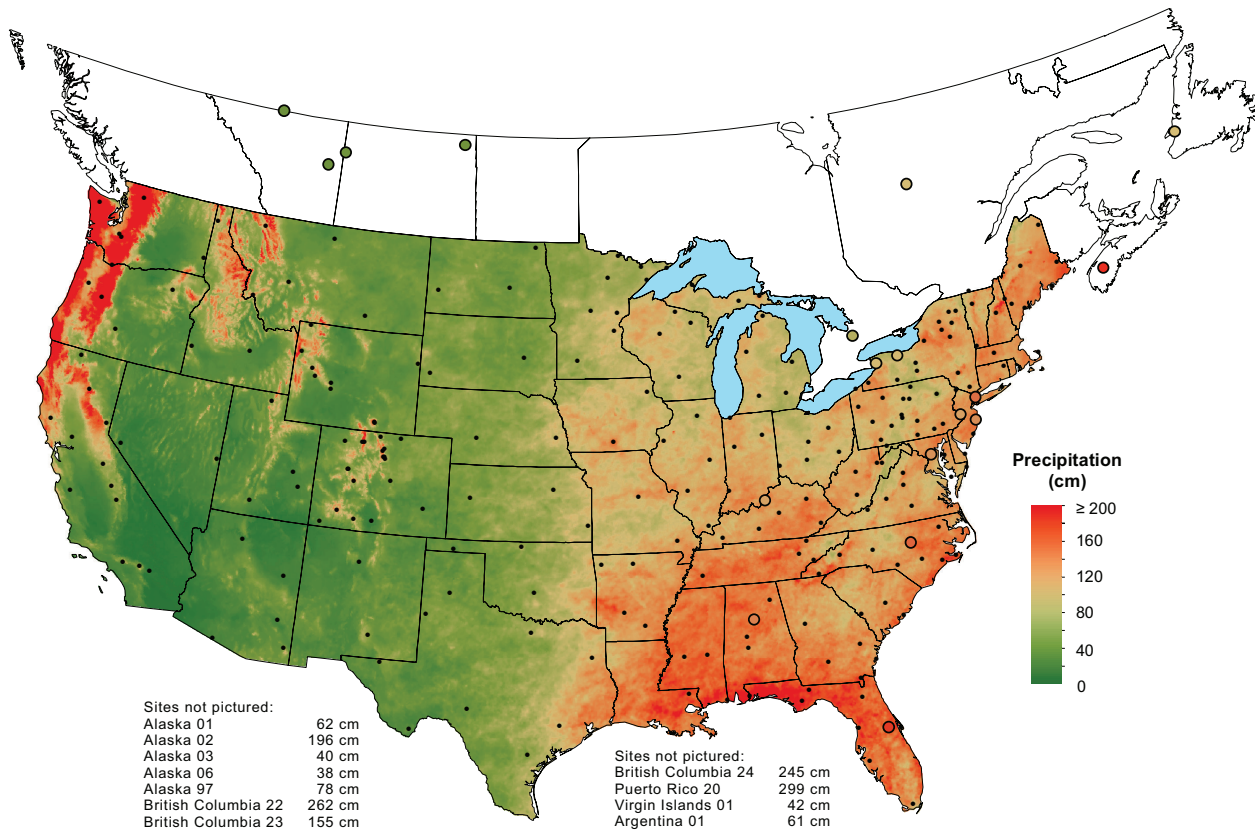 Precipitation
(cm)
≥ 200
160
120
80
40
0
Sites not pictured:
Alaska 01 62 cm
Alaska 02 196 cm
Alaska 03 40 cm
Alaska 06 38 cm
Alaska 97 78 cm
British Columbia 22 262 cm
British Columbia 23 155 cm
Sites not pictured:
British Columbia 24 245 cm
Puerto Rico 20 299 cm
Virgin Islands 01 42 cm
Argentina 01 61 cm